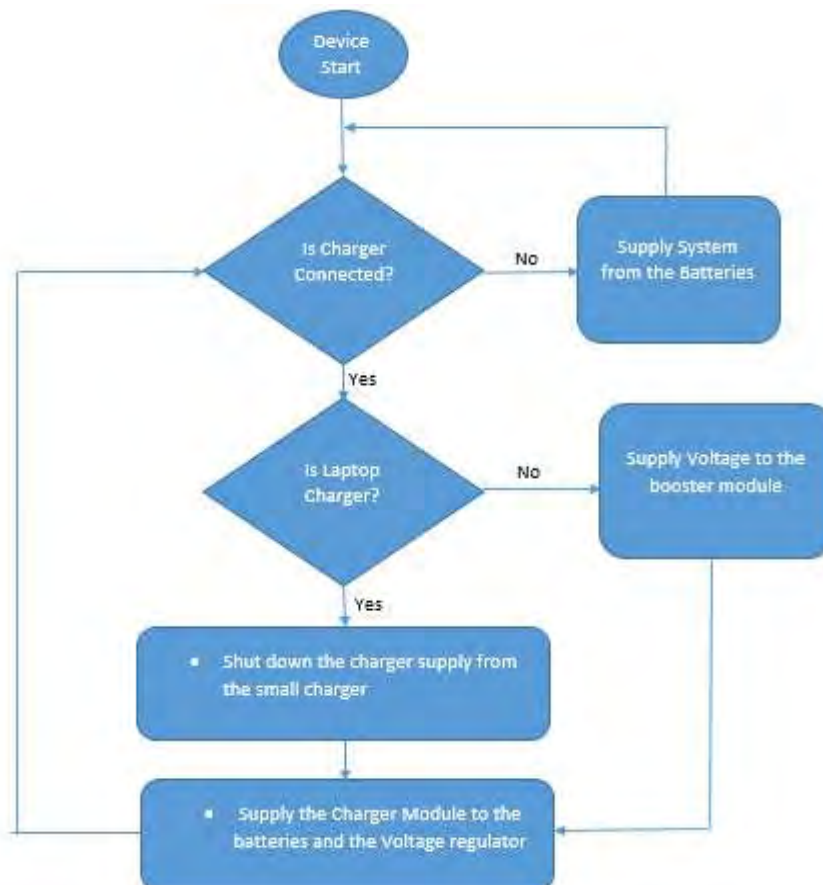 Device
Start
Is Charger
Connected?
No
Supply System
from the Batteries
Yes
Is Laptop
Charger?
No
Supply Voltage to the
booster module
Yes
• Shut down the charger supply from
the small charger
• Supply the Charger Module to the
batteries and the Voltage regulator